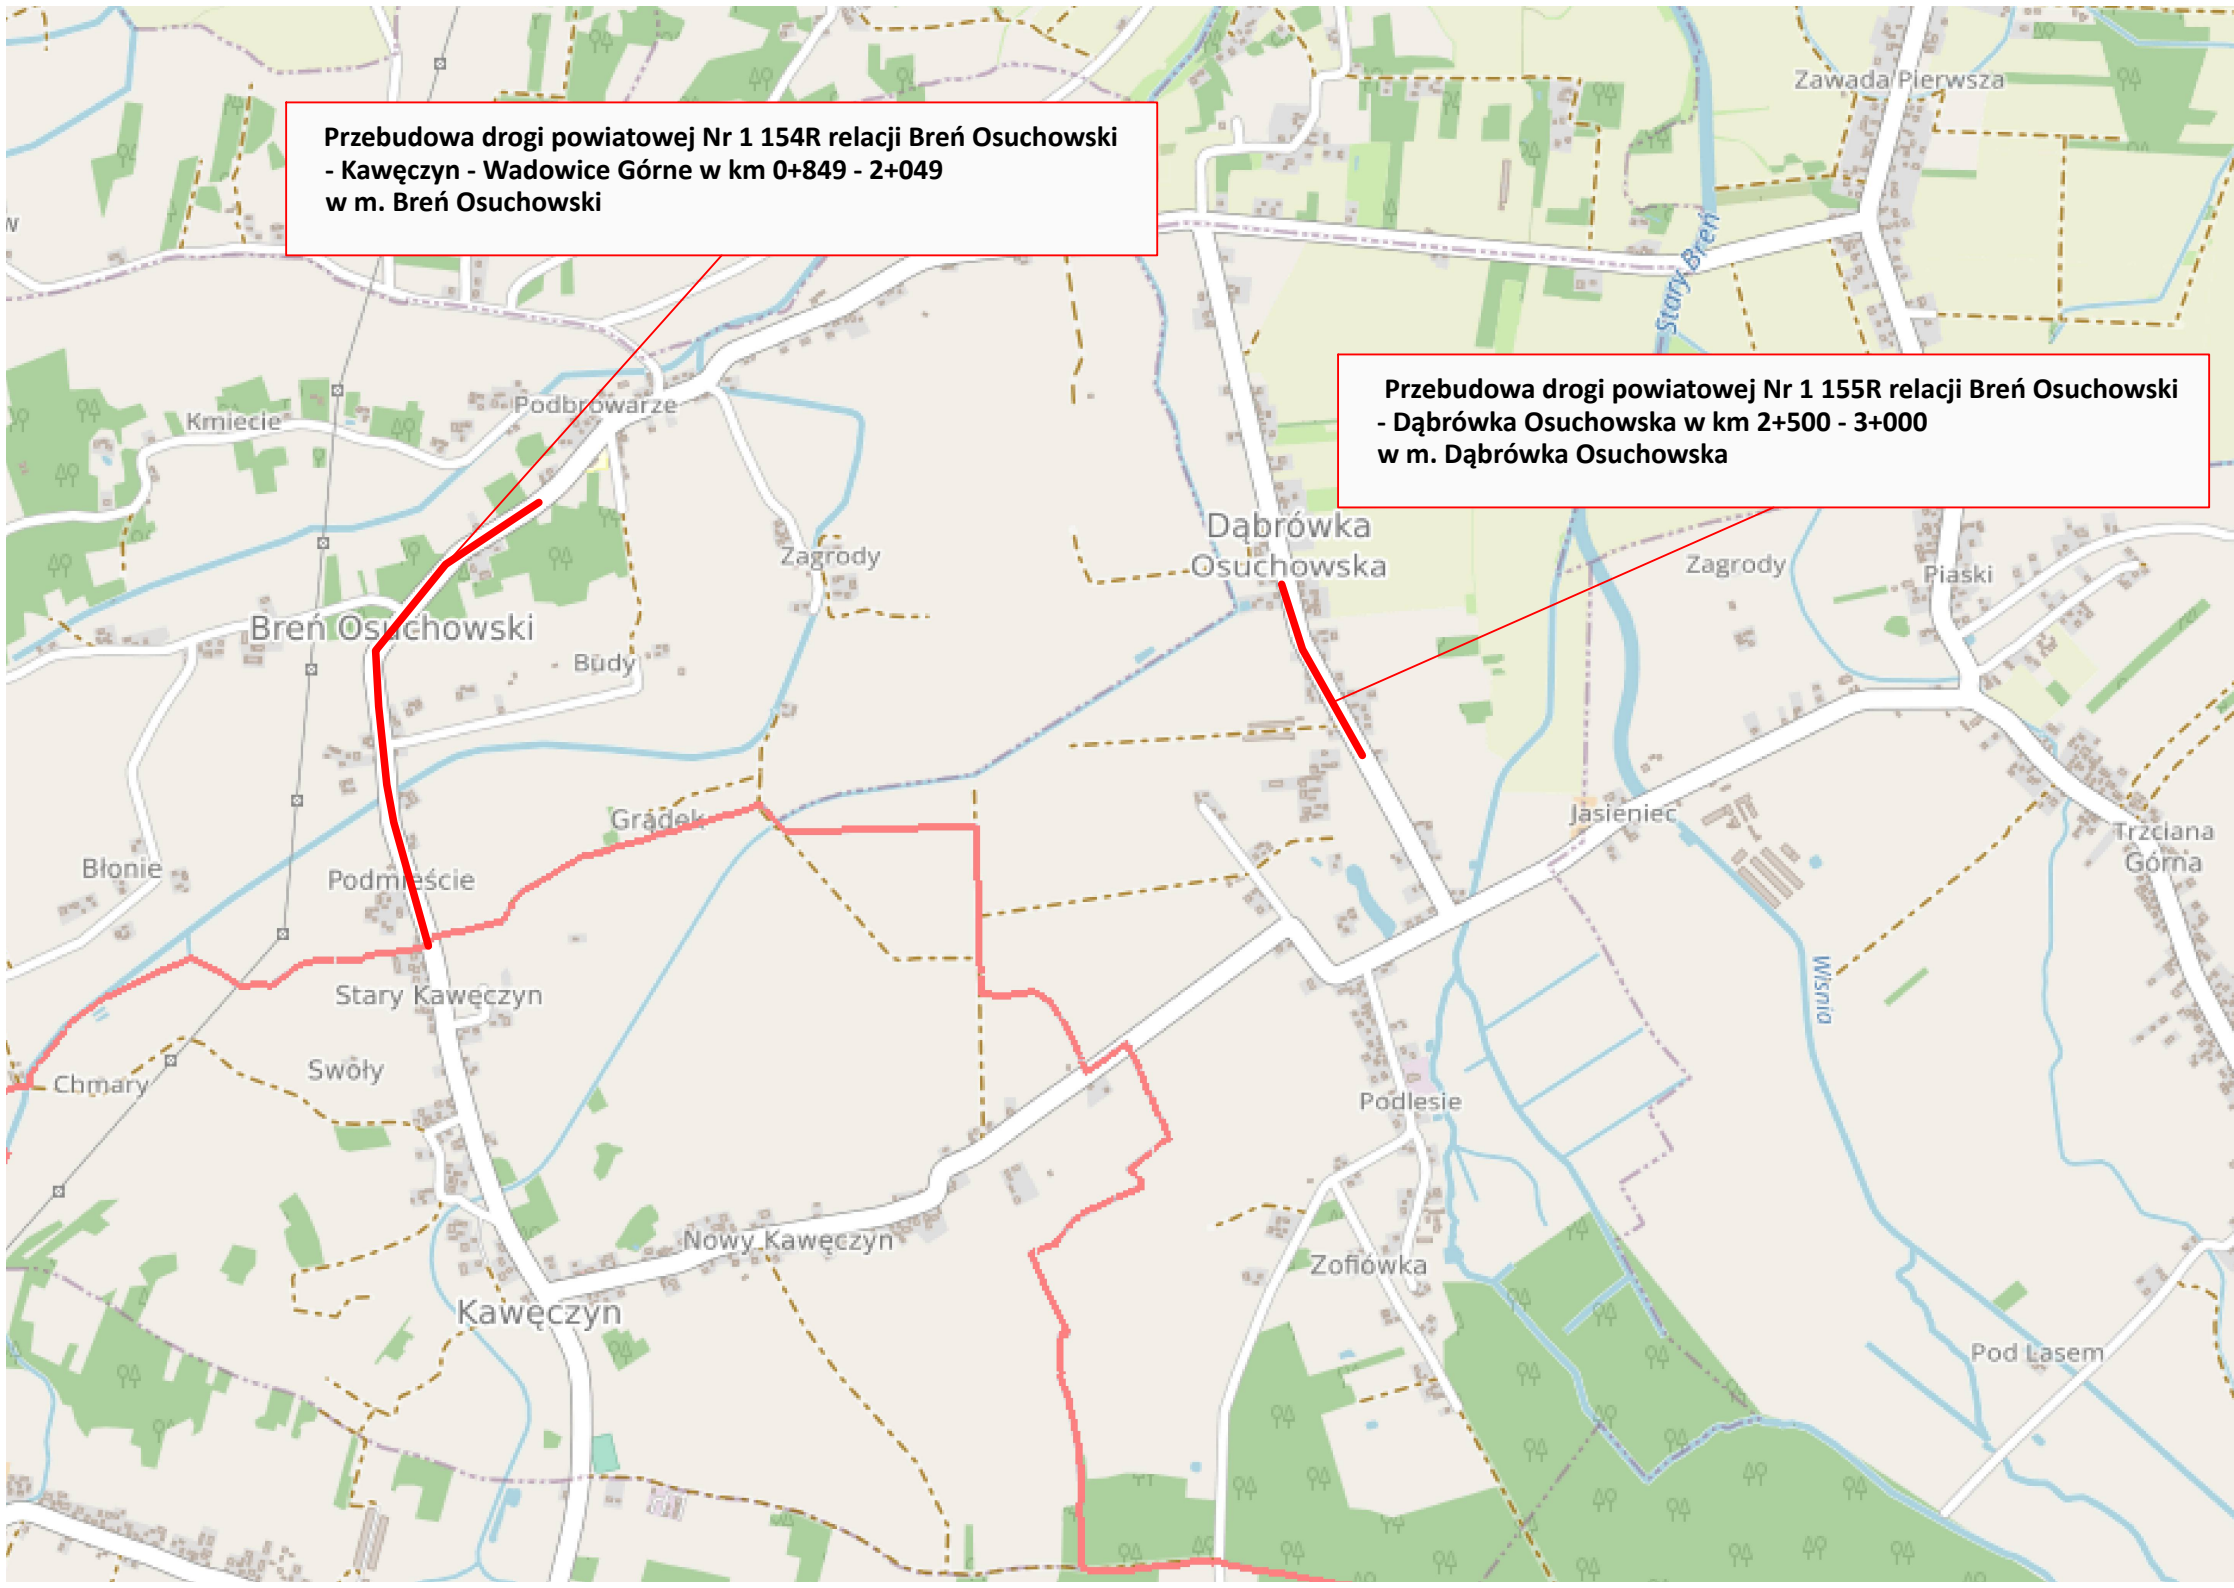 Zawada Pierwsza
Przebudowa drogi powiatowej Nr 1 154R relacji Breń Osuchowski
- Kawęczyn - Wadowice Górne w km 0+849 - 2+049
w m. Breń Osuchowski
w
Stary Breń
Przebudowa drogi powiatowej Nr 1 155R relacji Breń Osuchowski
- Dąbrówka Osuchowska w km 2+500 - 3+000
w m. Dąbrówka Osuchowska
Podbrowarze
Kmiecie
Dąbrówka
Osuchowska
Zagrody
Zagrody
Piaski
Breń Osuchowski
Budy
Grądek
Jasieniec
Trzciana
Górna
Błonie
Podmieście
Stary Kawęczyn
Wiśnia
Swoły
Chmary
Podlesie
Nowy Kawęczyn
Zofiówka
Kawęczyn
Pod Lasem